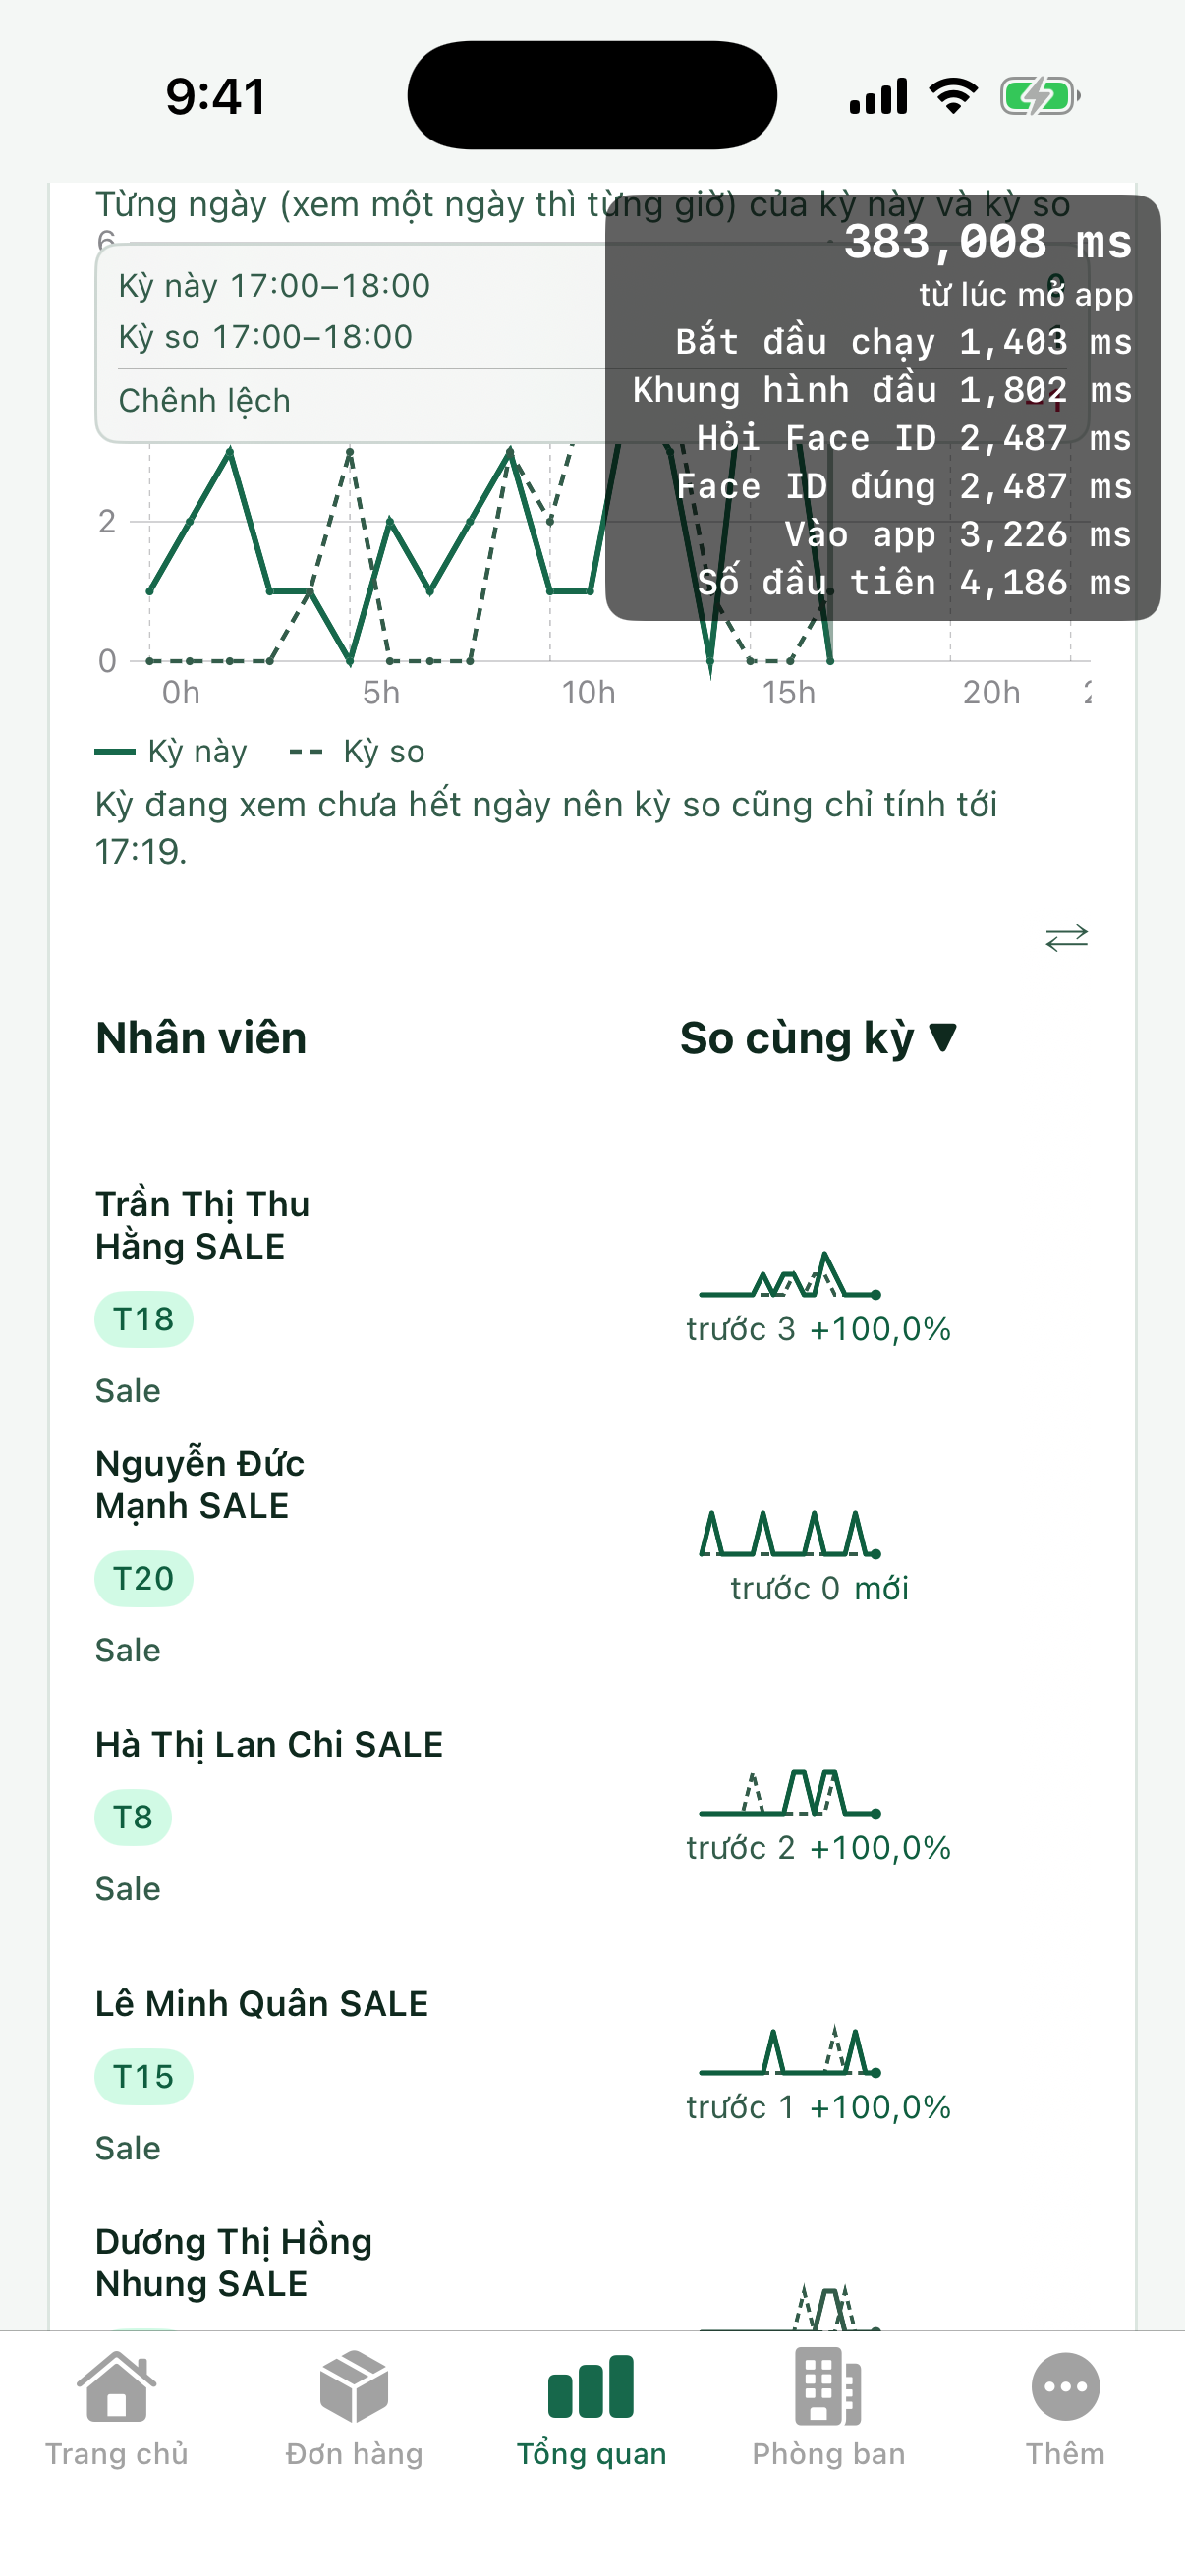 9:41
Từng ngày (xem một ngày thì từng giờ) của kỳ này và kỳ so
383,008 ms
từ lúc mở app
Bắt đầu chạy 1,403 ms
Khung hình đầu 1,802 ms
Hỏi Face ID 2,487 ms
Face ID đúng 2,487 ms
Vào app 3,226 ms
Số đầu tiên 4,186 ms
6
Kỳ này 17:00–18:00
Kỳ so 17:00–18:00
Chênh lệch
2
0
0h 5h 10h 15h 20h
Kỳ này Kỳ so
Kỳ đang xem chưa hết ngày nên kỳ so cũng chỉ tính tới
17:19.
Nhân viên So cùng kỳ ▼
Trần Thị Thu
Hằng SALE
T18
Sale
trước 3 +100,0%
Nguyễn Đức
Mạnh SALE
T20
Sale
trước 0 mới
Hà Thị Lan Chi SALE
T8
Sale
trước 2 +100,0%
Lê Minh Quân SALE
T15
Sale
trước 1 +100,0%
Dương Thị Hồng
Nhung SALE
Trang chủ Đơn hàng Tổng quan Phòng ban Thêm